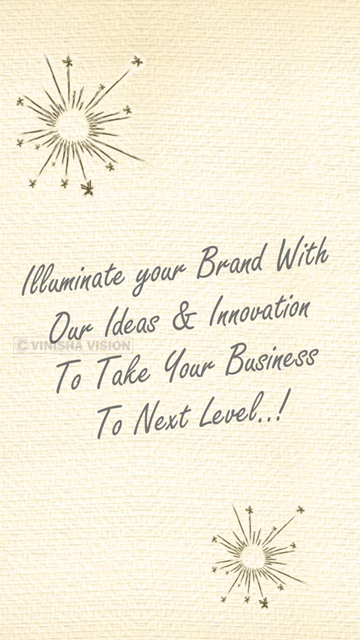 Illuminate your Brand With
Our Ideas & Innovation
© VINISHA VISION
To Take Your Business
To Next Level..!